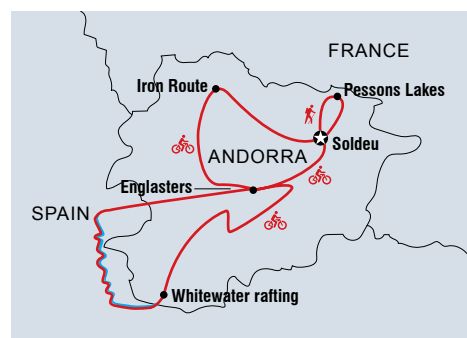 FRANCE
Iron Route
Pessons Lakes
Soldeu
ANDORRA
Englasters
SPAIN
Whitewater rafting